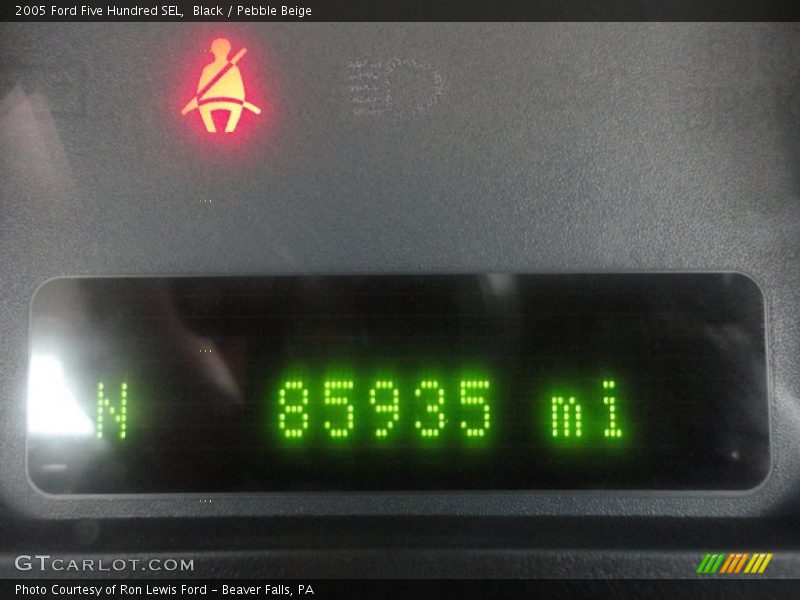 2005 Ford Five Hundred SEL,  Black / Pebble Beige
N 85935 mi
GTCARLOT.COM
Photo Courtesy of Ron Lewis Ford - Beaver Falls, PA